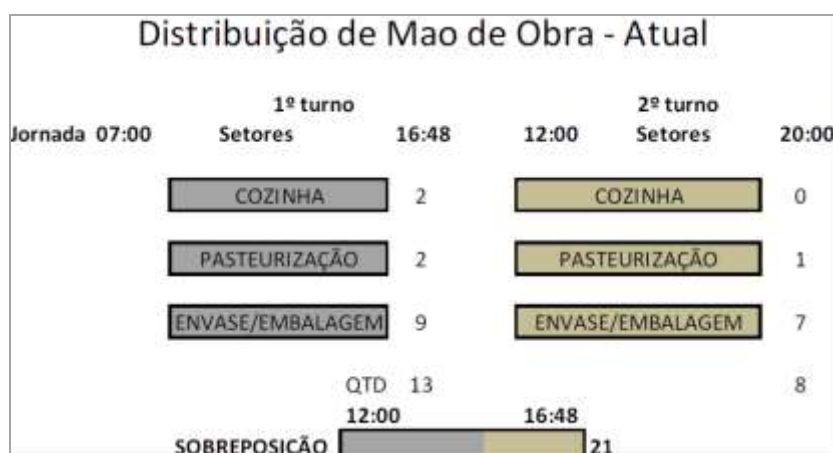 Distribuição de Mao de Obra - Atual
1º turno 2º turno
Jornada 07:00 Setores 16:48 12:00 Setores 20:00
COZINHA 2 COZINHA 0
PASTEURIZAÇÃO 2 PASTEURIZAÇÃO 1
ENVASE/EMBALAGEM 9 ENVASE/EMBALAGEM 7
QTD 13 8
12:00 16:48
SOBREPOSICÃO 21